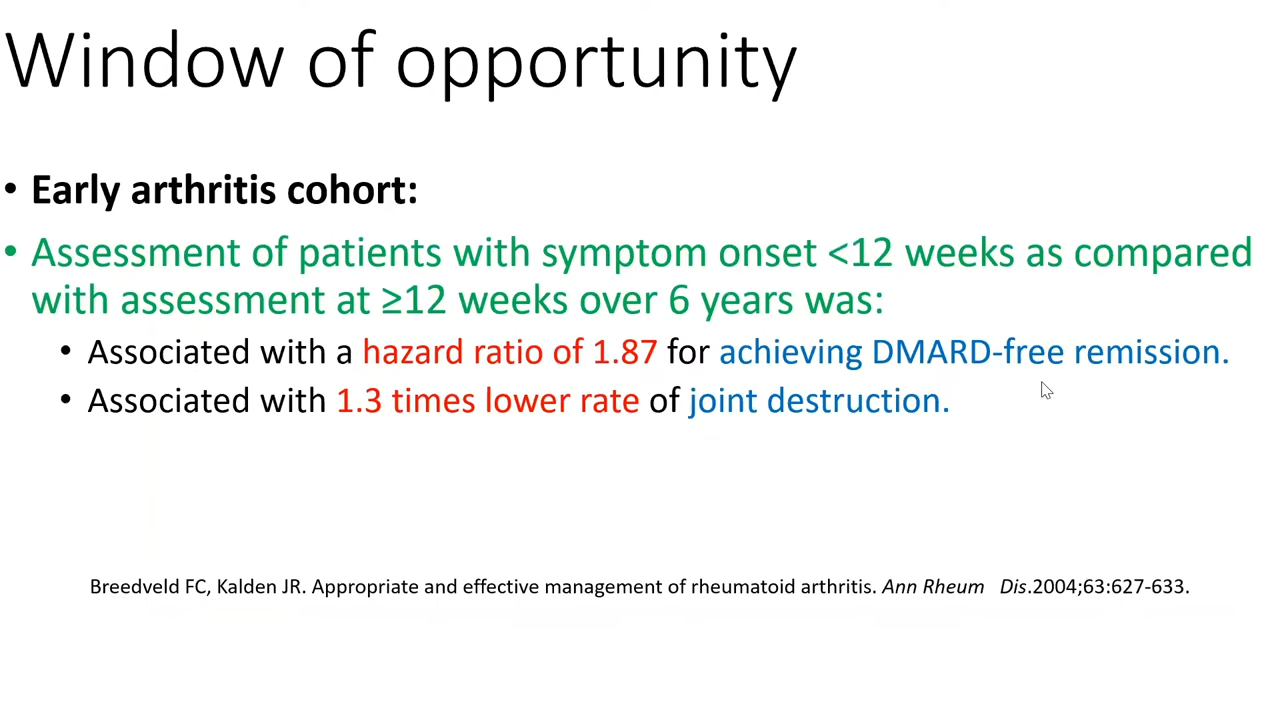 Window of opportunity
• Early arthritis cohort:
• Assessment of patients with symptom onset <12 weeks as compared
with assessment at ≥12 weeks over 6 years was:
• Associated with a hazard ratio of 1.87 for achieving DMARD-free remission.
• Associated with 1.3 times lower rate of joint destruction.
Breedveld FC, Kalden JR. Appropriate and effective management of rheumatoid arthritis. Ann Rheum Dis.2004;63:627-633.